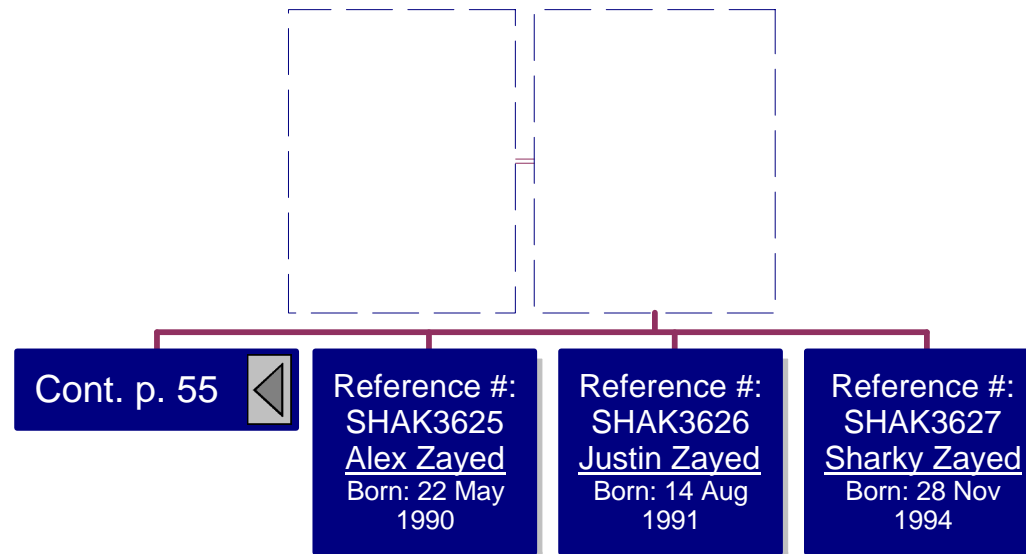 Cont. p. 55
Reference #:
SHAK3625
Alex Zayed
Born: 22 May
1990
Reference #:
SHAK3626
Justin Zayed
Born: 14 Aug
1991
Reference #:
SHAK3627
Sharky Zayed
Born: 28 Nov
1994